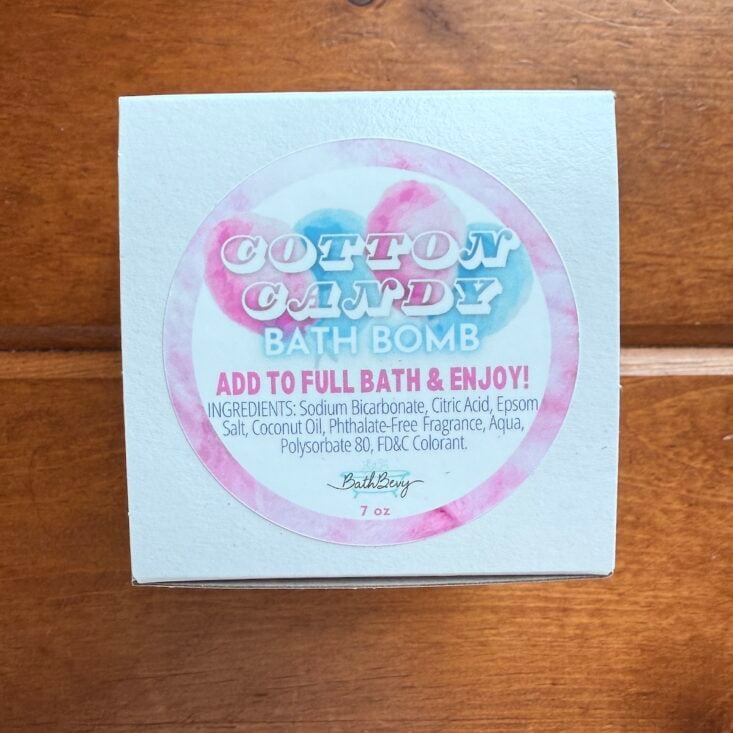 COTTON
CANDY
BATH BOMB
ADD TO FULL BATH & ENJOY!
INGREDIENTS: Sodium Bicarbonate, Citric Acid, Epsom
Salt, Coconut Oil, Phthalate-Free Fragrance, Aqua,
Polysorbate 80, FD&C Colorant.
BathBevy
7 oz